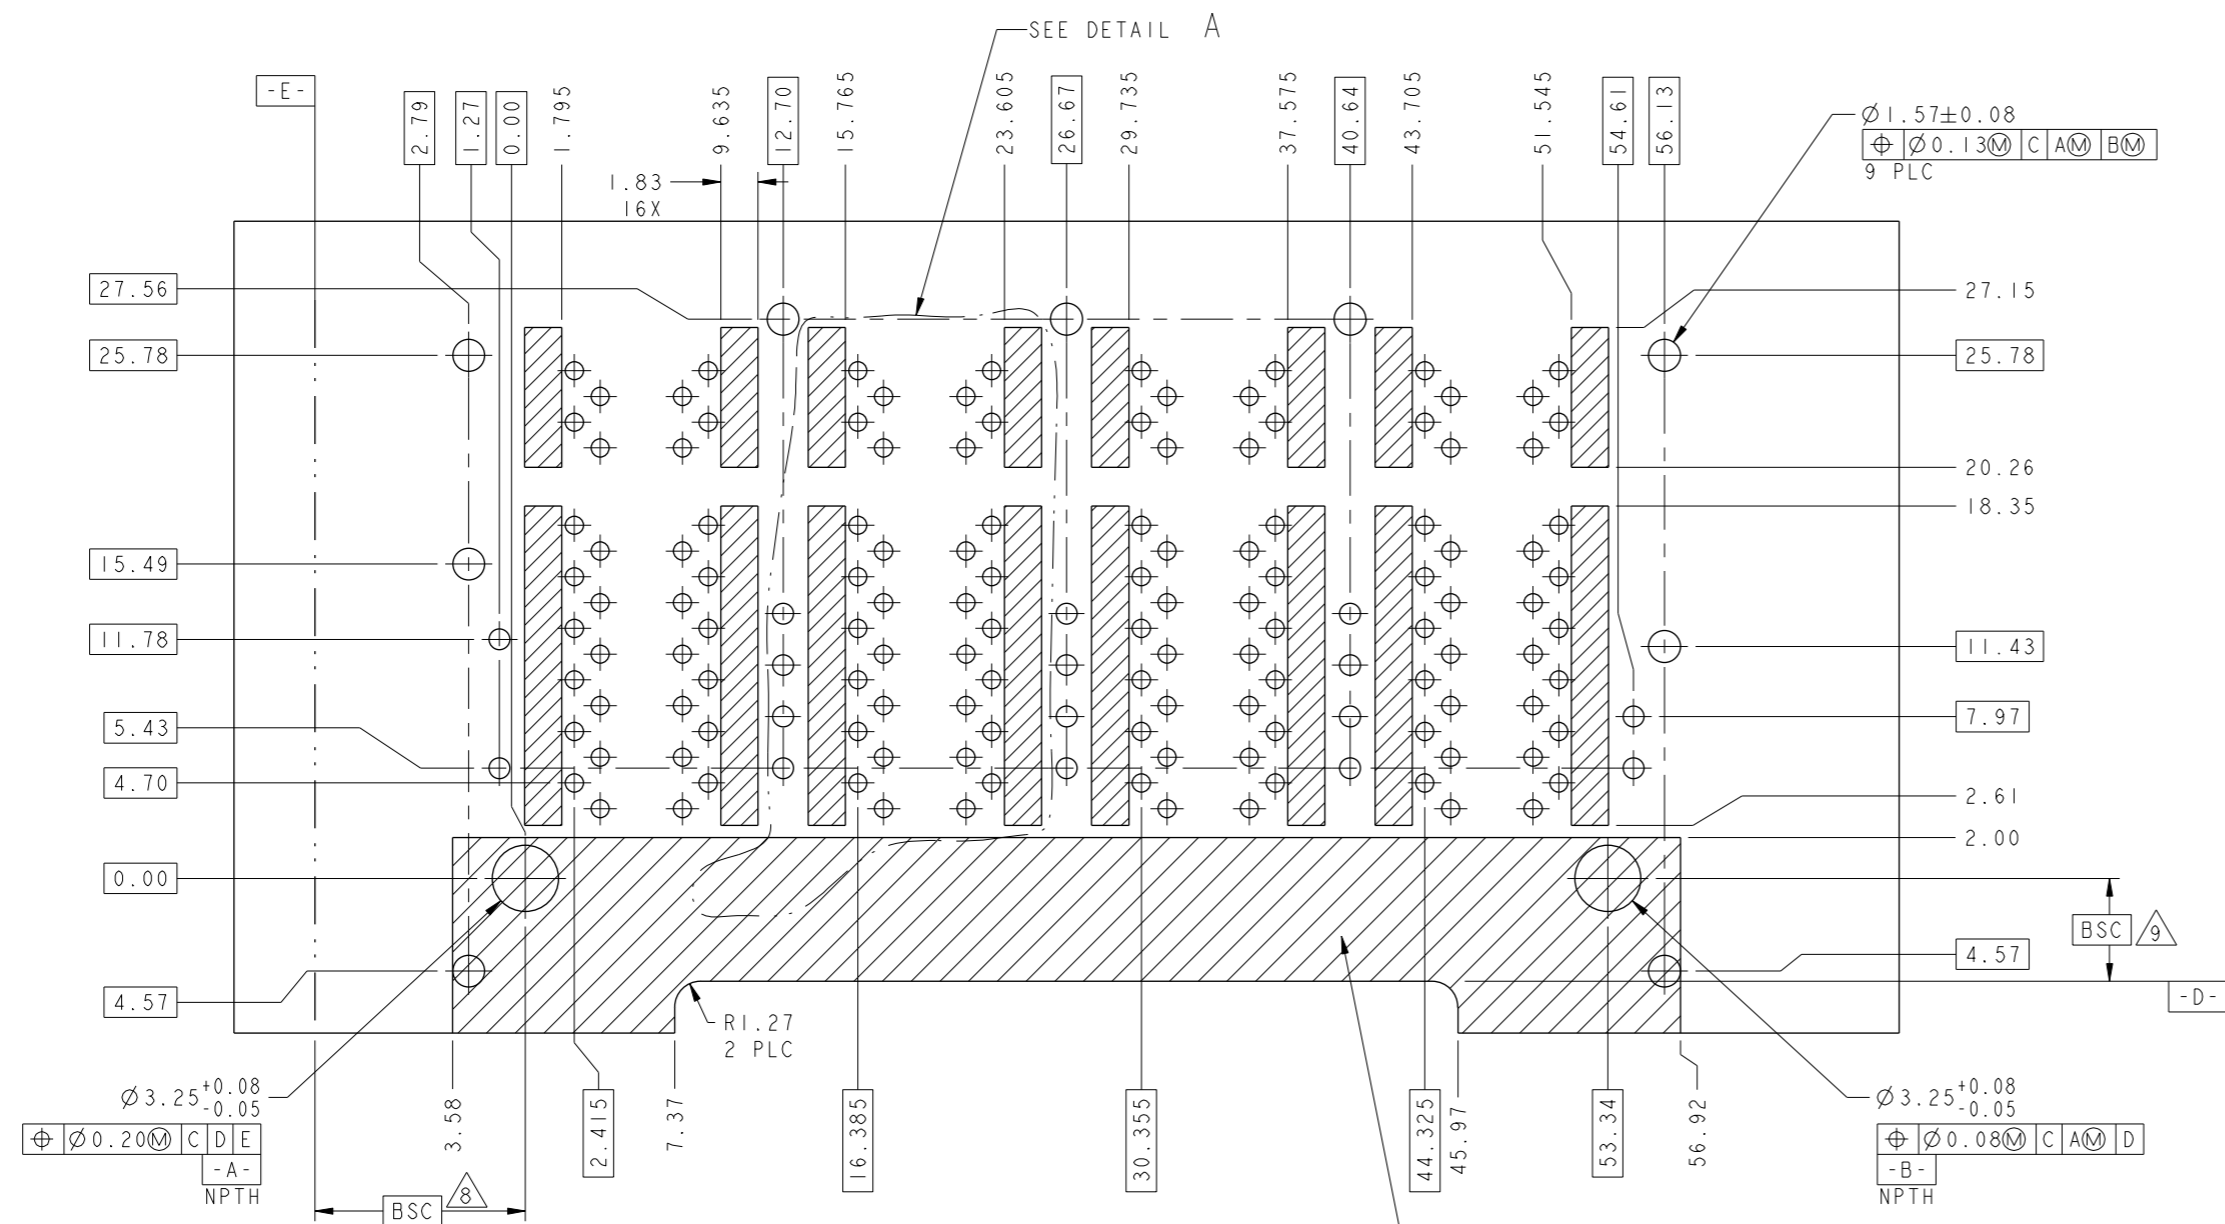 SEE DETAIL A
-E-
2.79
1.27
0.00
1.795
9.635
12.70
15.765
23.605
26.67
29.735
37.575
40.64
43.705
51.545
54.61
56.13
Ø1.57±0.08
⌖ Ø0.13Ⓜ C AⓂ BⓂ
9 PLC
1.83
16X
27.56
27.15
25.78
25.78
20.26
18.35
15.49
11.78
11.43
5.43
7.97
4.70
2.61
2.00
0.00
BSC 9
4.57
4.57
-D-
R1.27
2 PLC
Ø3.25 +0.08
-0.05
⌖ Ø0.20Ⓜ C D E
-A-
NPTH
3.58
2.415
7.37
16.385
30.355
44.325
45.97
53.34
56.92
Ø3.25 +0.08
-0.05
⌖ Ø0.08Ⓜ C AⓂ D
-B-
NPTH
BSC 8